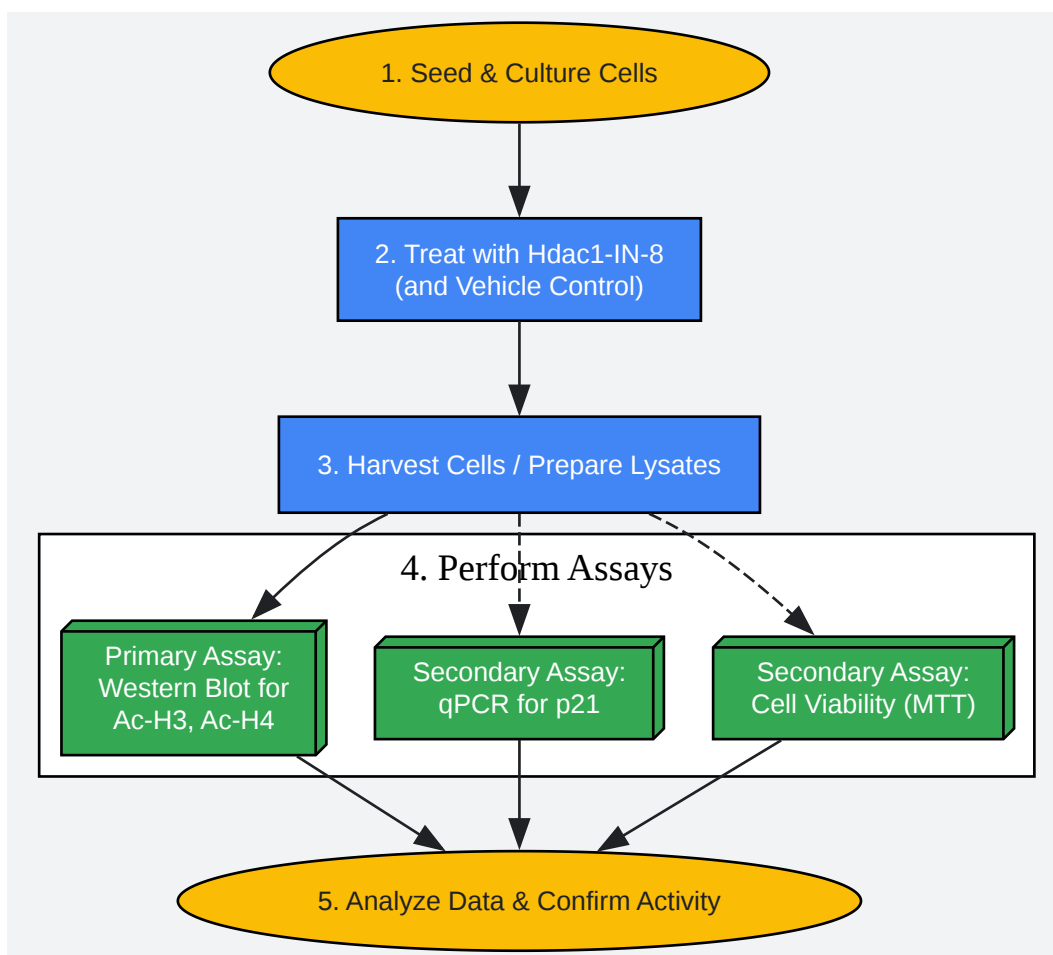 1. Seed & Culture Cells
2. Treat with Hdac1-IN-8
(and Vehicle Control)
3. Harvest Cells / Prepare Lysates
4. Perform Assays
Primary Assay:
Western Blot for
Ac-H3, Ac-H4
Secondary Assay:
qPCR for p21
Secondary Assay:
Cell Viability (MTT)
5. Analyze Data & Confirm Activity